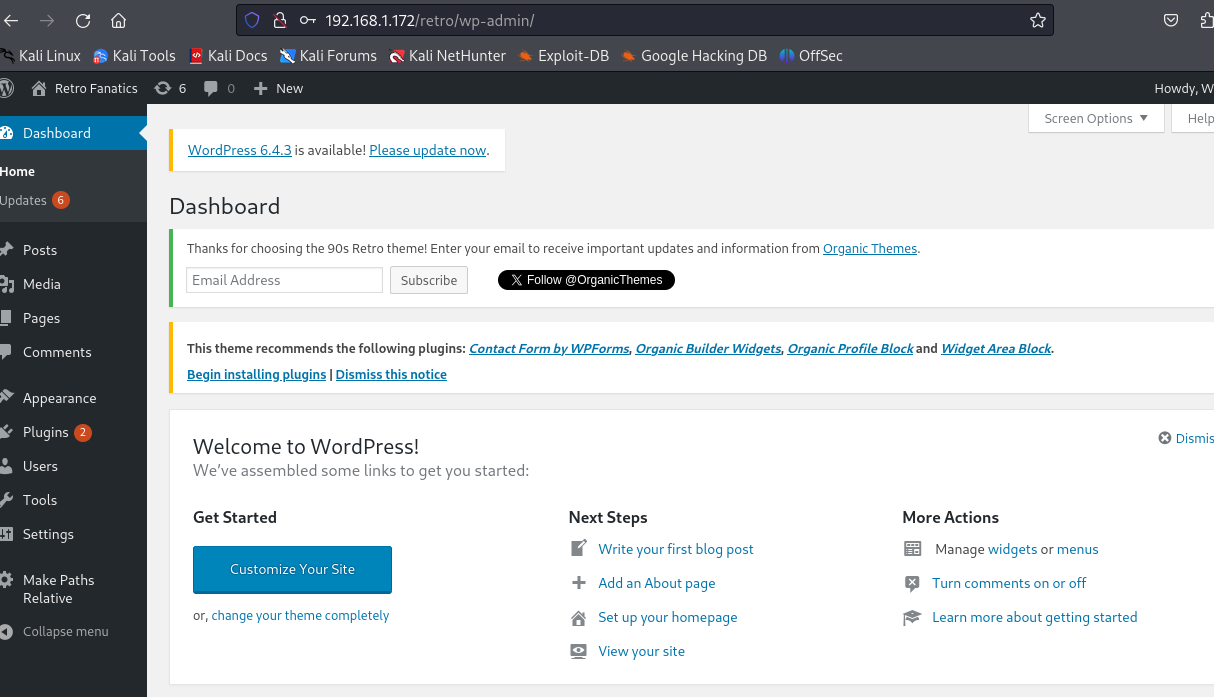 192.168.1.172/retro/wp-admin/
Kali Linux Kali Tools Kali Docs Kali Forums Kali NetHunter Exploit-DB Google Hacking DB OffSec
Retro Fanatics 6 0 New Howdy, W
Dashboard
Home
Updates 6
Posts
Media
Pages
Comments
Appearance
Plugins 2
Users
Tools
Settings
Make Paths
Relative
Collapse menu
Screen Options Help
WordPress 6.4.3 is available! Please update now.
Dashboard
Thanks for choosing the 90s Retro theme! Enter your email to receive important updates and information from Organic Themes.
Email Address Subscribe Follow @OrganicThemes
This theme recommends the following plugins: Contact Form by WPForms, Organic Builder Widgets, Organic Profile Block and Widget Area Block.
Begin installing plugins | Dismiss this notice
Welcome to WordPress!
Dismis
We've assembled some links to get you started:
Get Started
Customize Your Site
or, change your theme completely
Next Steps
Write your first blog post
Add an About page
Set up your homepage
View your site
More Actions
Manage widgets or menus
Turn comments on or off
Learn more about getting started